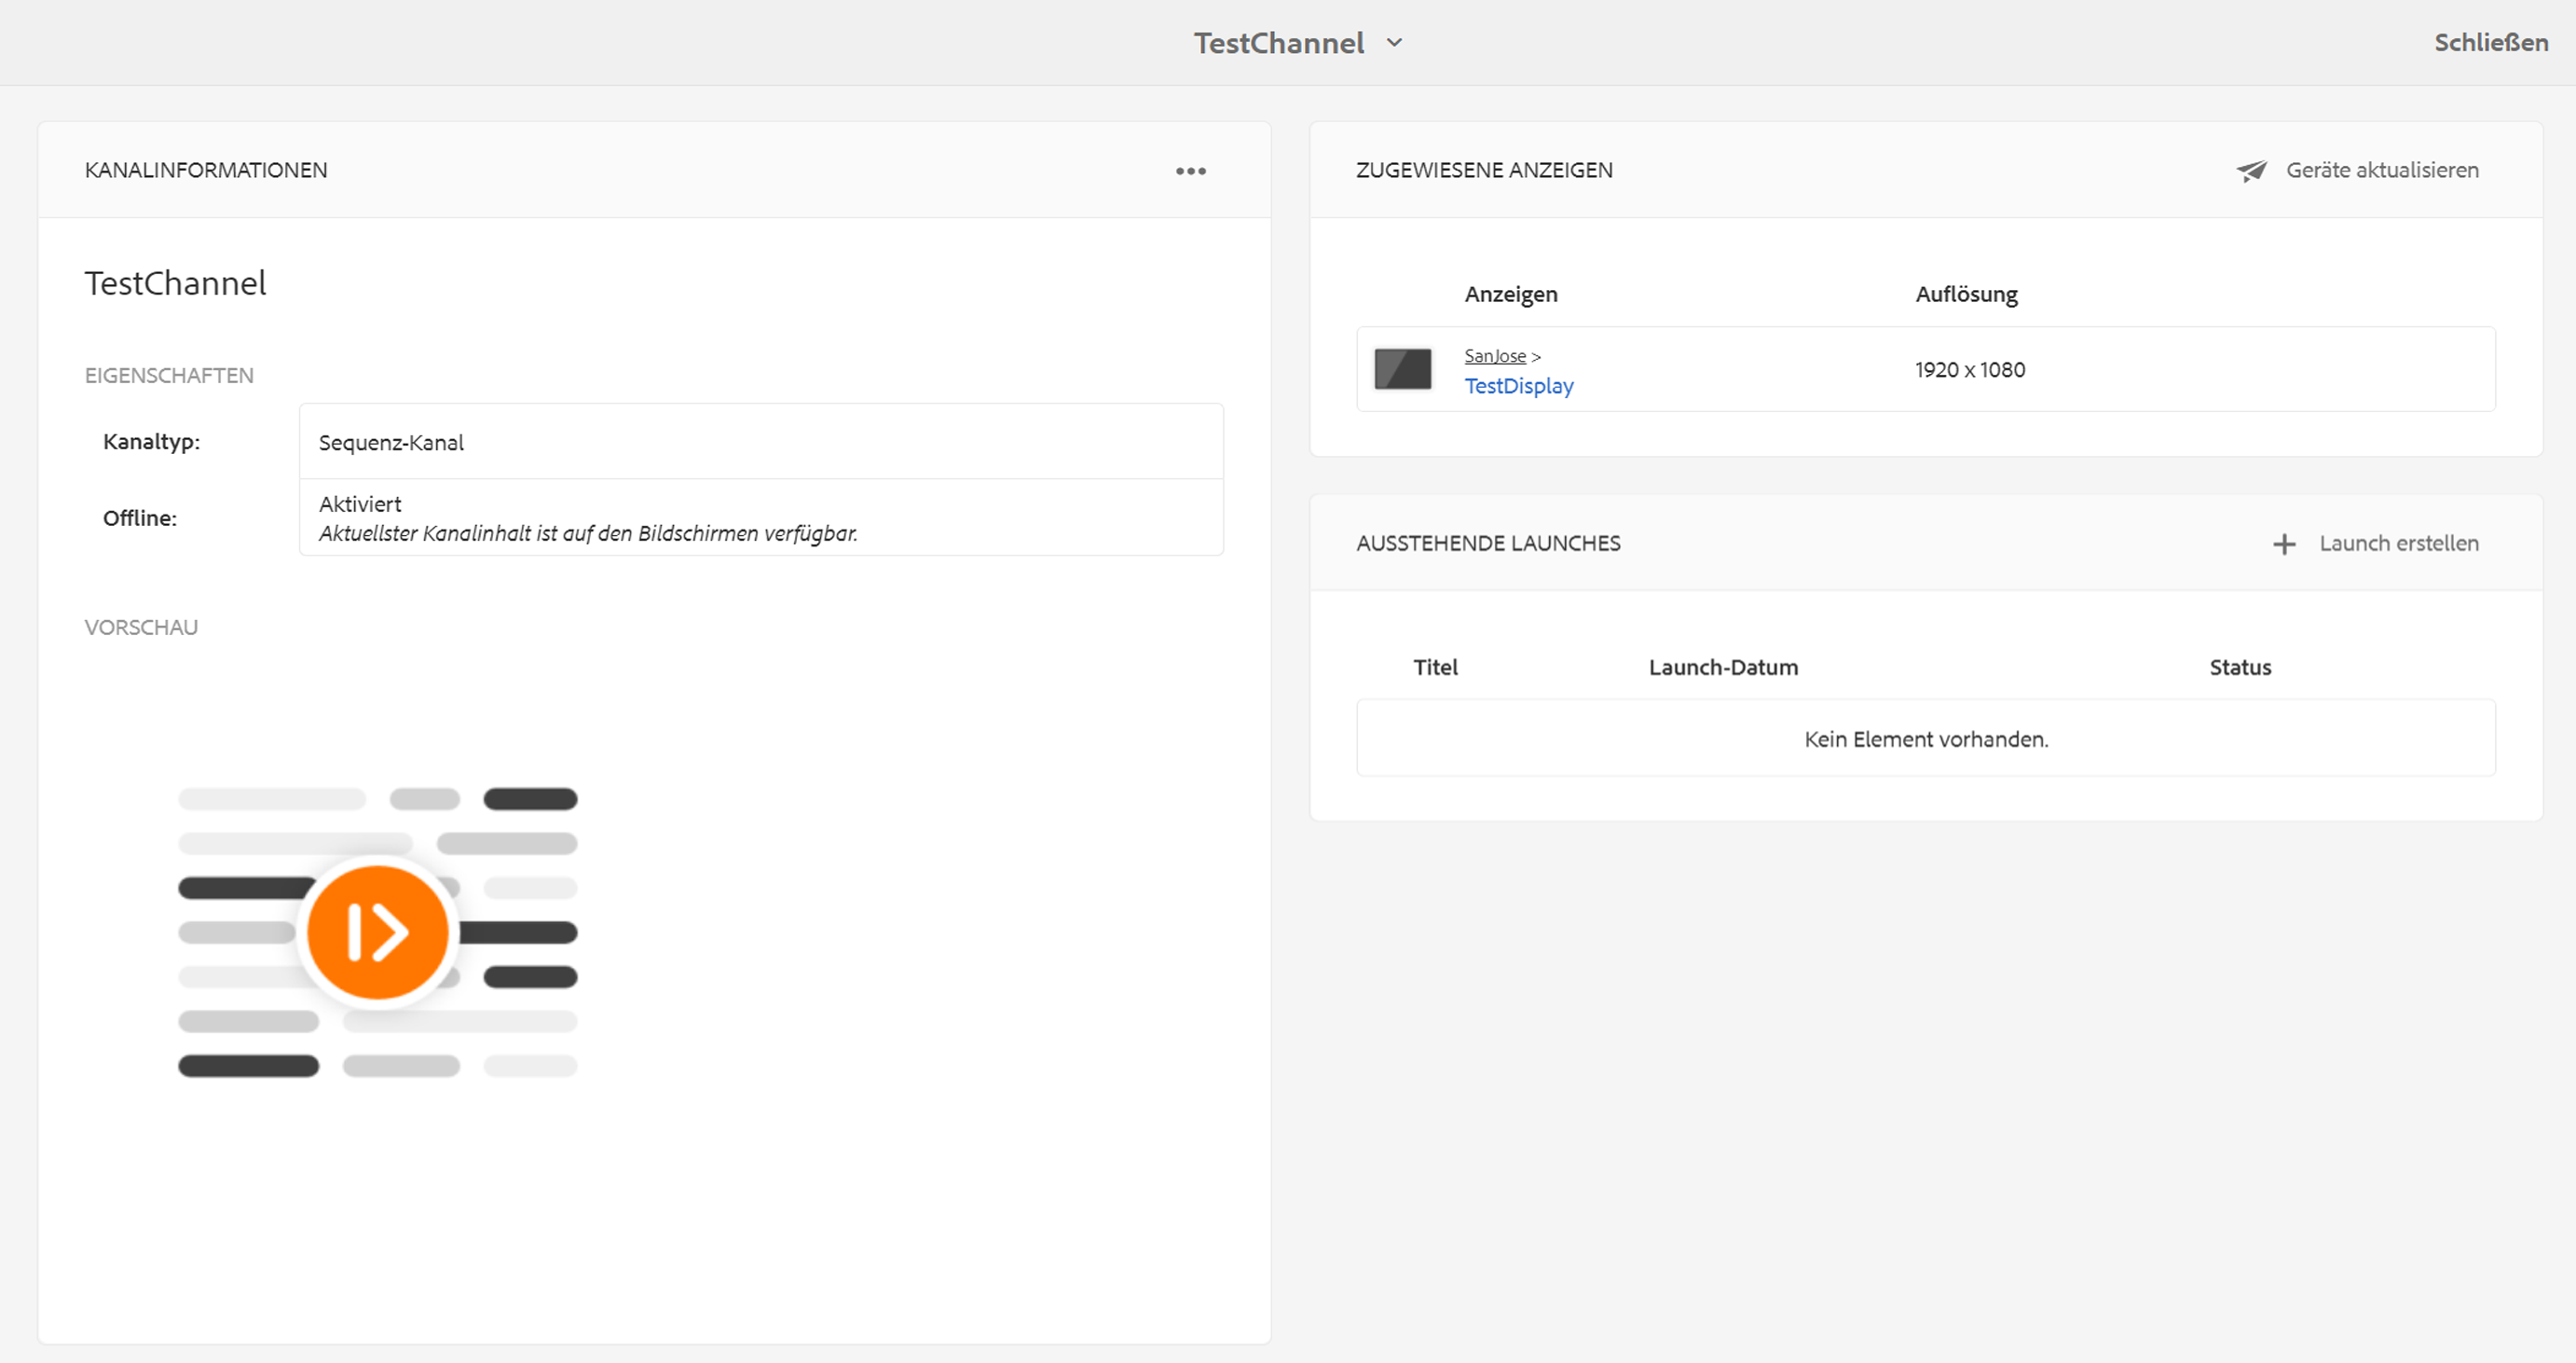 TestChannel
Schließen
KANALINFORMATIONEN
TestChannel
EIGENSCHAFTEN
Kanaltyp:
Sequenz-Kanal
Offline:
Aktiviert
Aktuellster Kanalinhalt ist auf den Bildschirmen verfügbar.
VORSCHAU
ZUGEWIESENE ANZEIGEN
Geräte aktualisieren
Anzeigen Auflösung
SanJose >
TestDisplay
1920 x 1080
AUSSTEHENDE LAUNCHES
Launch erstellen
Titel Launch-Datum Status
Kein Element vorhanden.